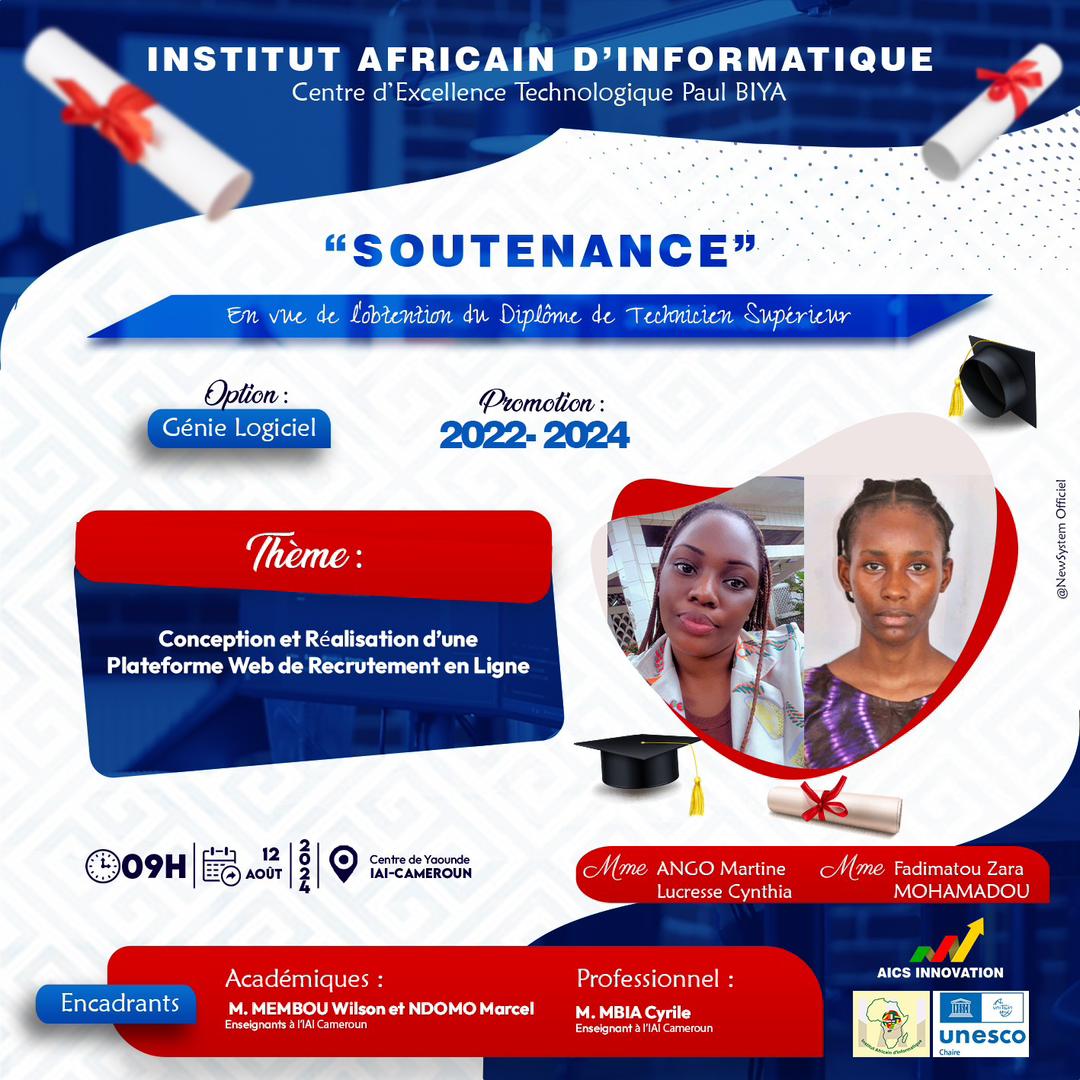 INSTITUT AFRICAIN D'INFORMATIQUE
Centre d'Excellence Technologique Paul BIYA
“SOUTENANCE”
En vue de l'obtention du Diplôme de Technicien Supérieur
Option :
Génie Logiciel
Promotion :
2022- 2024
@NewSystem Officiel
Thème :
Conception et Réalisation d'une
Plateforme Web de Recrutement en Ligne
09H
12
AOÛT
2024
Centre de Yaounde
IAI-CAMEROUN
Mme ANGO Martine
Lucresse Cynthia
Mme Fadimatou Zara
MOHAMADOU
Encadrants
Académiques :
M. MEMBOU Wilson et NDOMO Marcel
Enseignants à l'IAI Cameroun
Professionnel :
M. MBIA Cyrile
Enseignant à l'IAI Cameroun
AICS INNOVATION
Institut Africain d'Informatique
unesco
Chaire